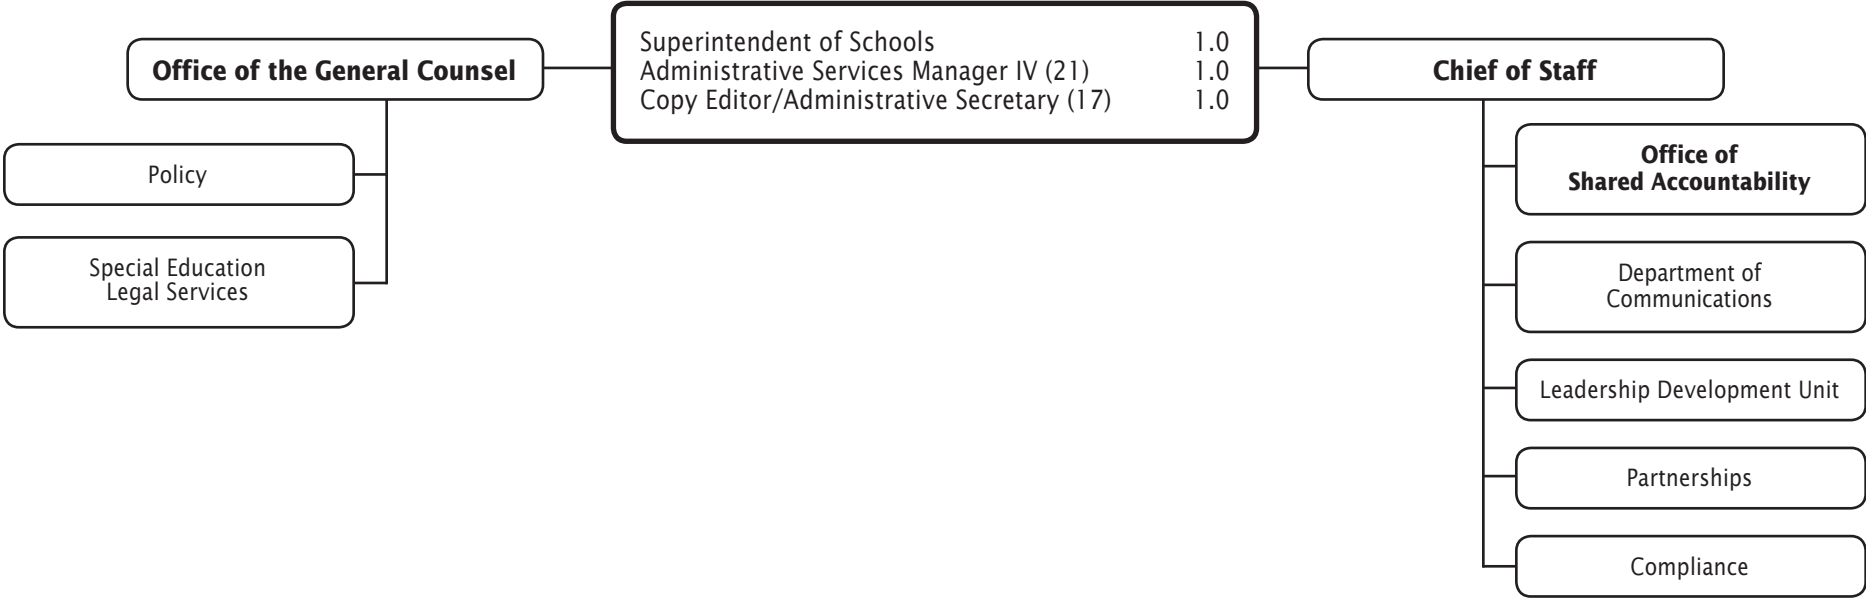 Office of the General Counsel
Policy
Special Education
Legal Services
Superintendent of Schools 1.0
Administrative Services Manager IV (21) 1.0
Copy Editor/Administrative Secretary (17) 1.0
Chief of Staff
Office of
Shared Accountability
Department of
Communications
Leadership Development Unit
Partnerships
Compliance